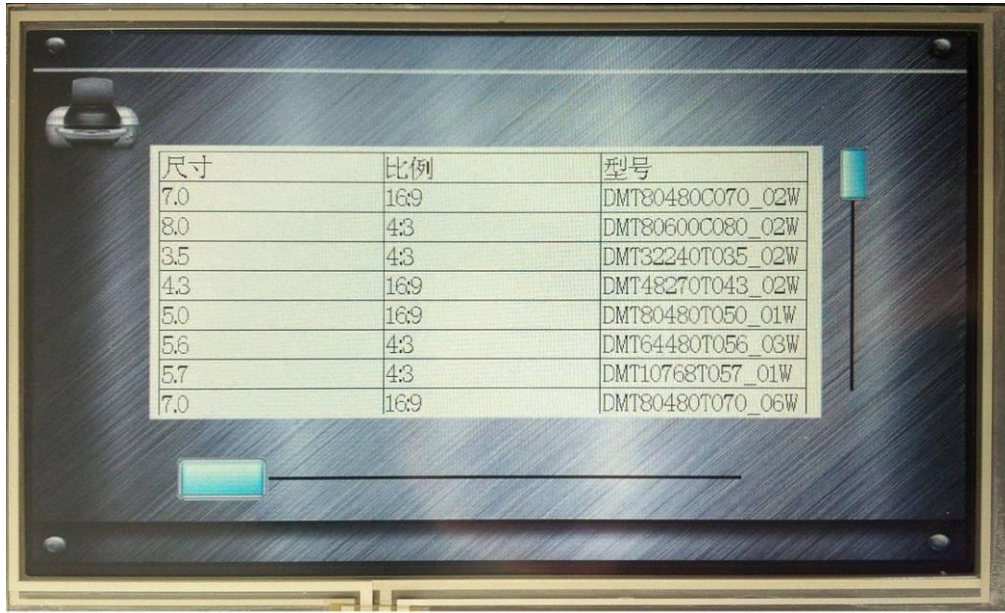 尺寸 比例 型号
7.0 16:9 DMT80480C070_02W
8.0 4:3 DMT80600C080_02W
3.5 4:3 DMT32240T035_02W
4.3 16:9 DMT48270T043_02W
5.0 16:9 DMT80480T050_01W
5.6 4:3 DMT64480T056_03W
5.7 4:3 DMT10768T057_01W
7.0 16:9 DMT80480T070_06W